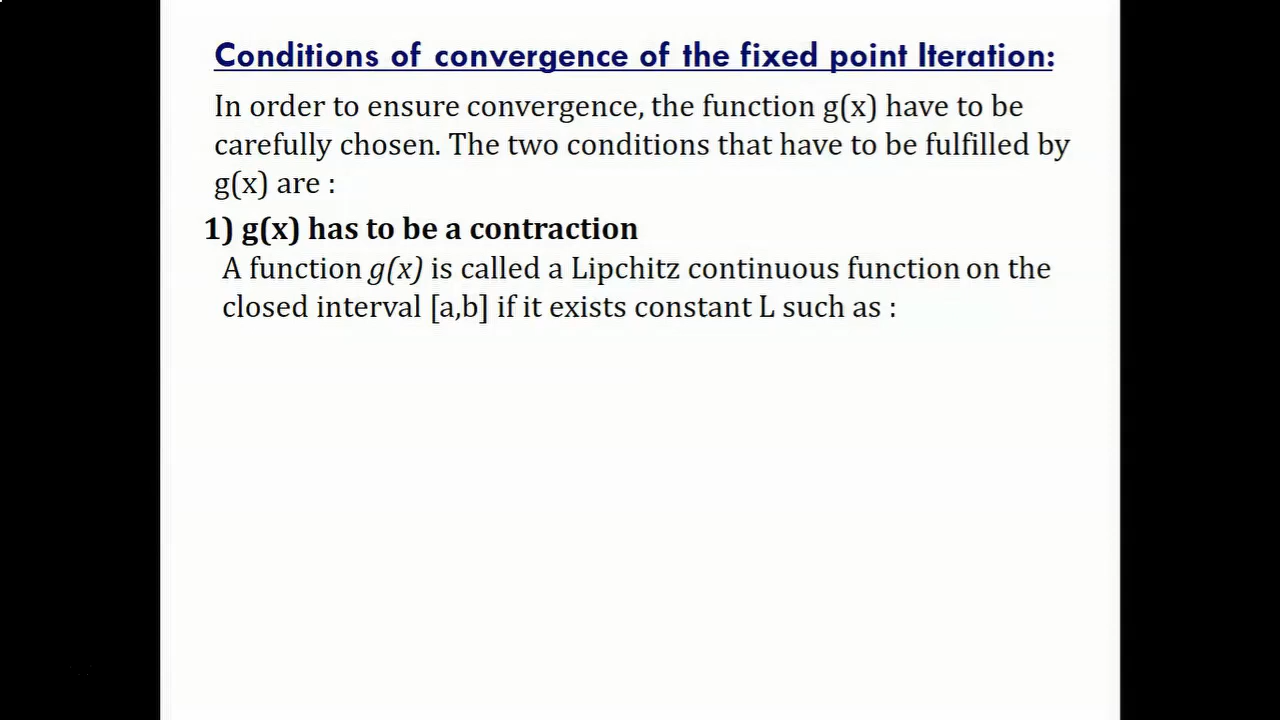 Conditions of convergence of the fixed point Iteration:
In order to ensure convergence, the function g(x) have to be
carefully chosen. The two conditions that have to be fulfilled by
g(x) are :
1) g(x) has to be a contraction
A function g(x) is called a Lipchitz continuous function on the
closed interval [a,b] if it exists constant L such as :